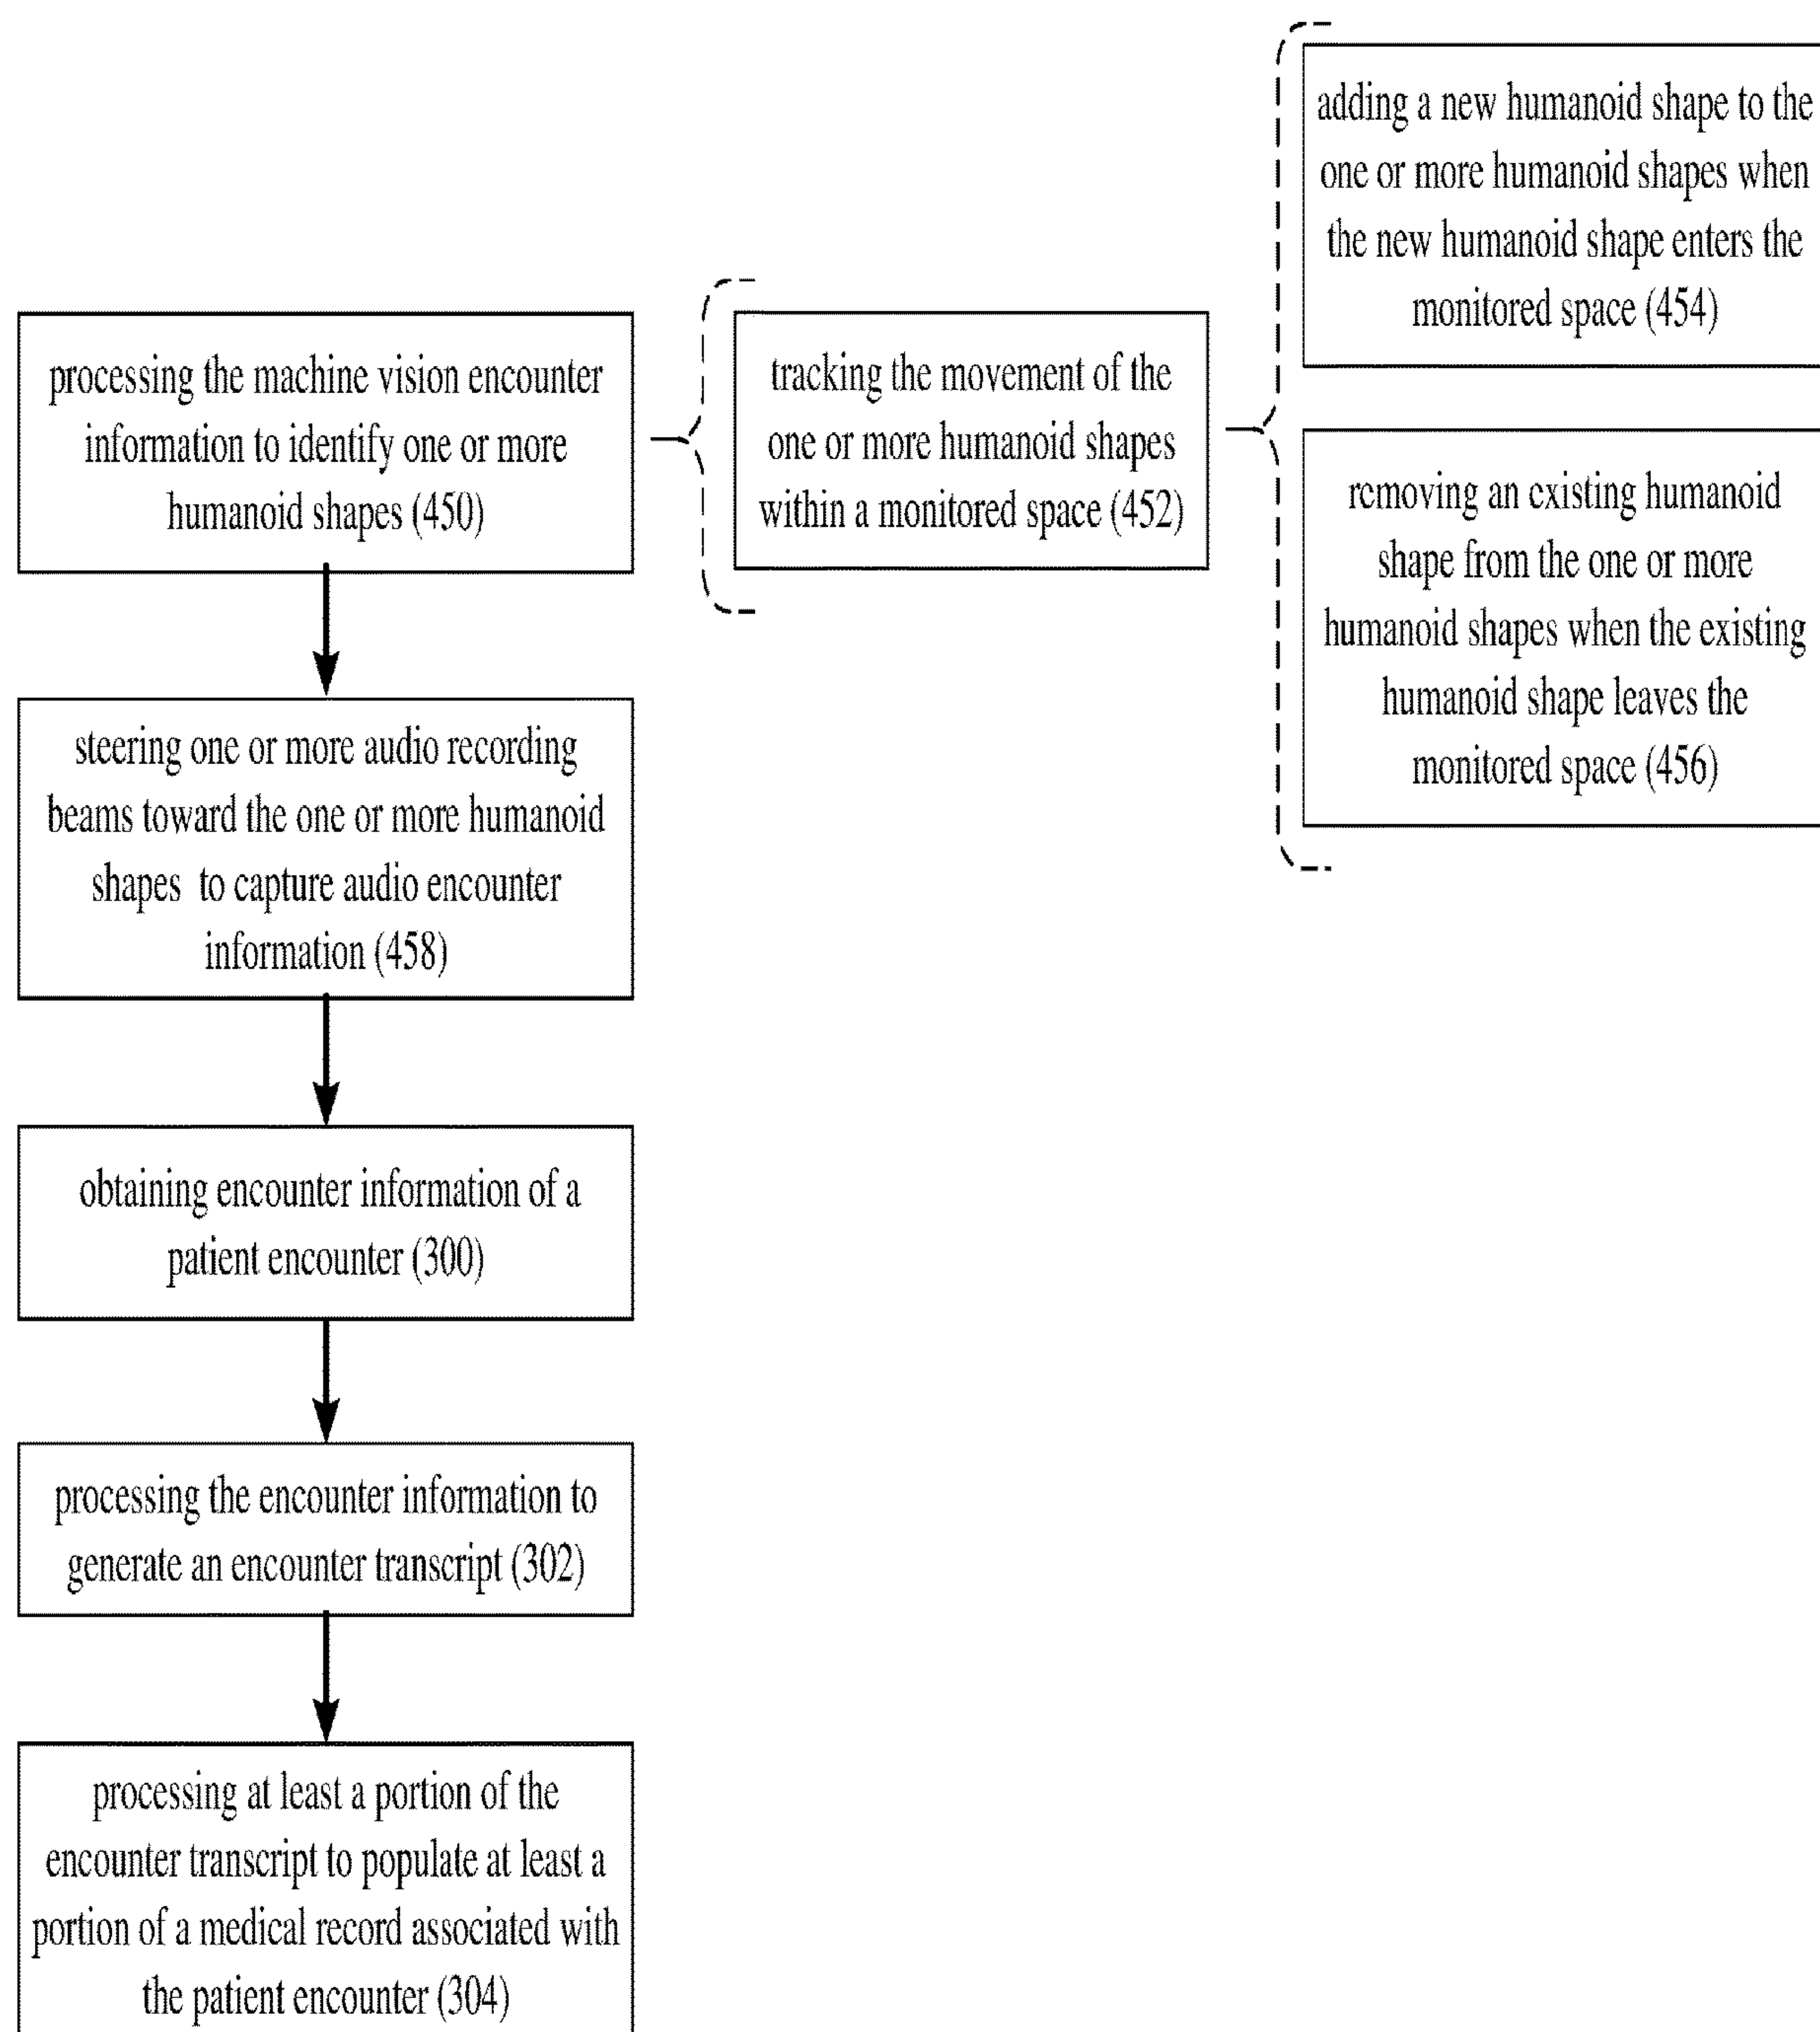 processing the machine vision encounter
information to identify one or more
humanoid shapes (450)
tracking the movement of the
one or more humanoid shapes
within a monitored space (452)
adding a new humanoid shape to the
one or more humanoid shapes when
the new humanoid shape enters the
monitored space (454)
removing an existing humanoid
shape from the one or more
humanoid shapes when the existing
humanoid shape leaves the
monitored space (456)
steering one or more audio recording
beams toward the one or more humanoid
shapes to capture audio encounter
information (458)
obtaining encounter information of a
patient encounter (300)
processing the encounter information to
generate an encounter transcript (302)
processing at least a portion of the
encounter transcript to populate at least a
portion of a medical record associated with
the patient encounter (304)